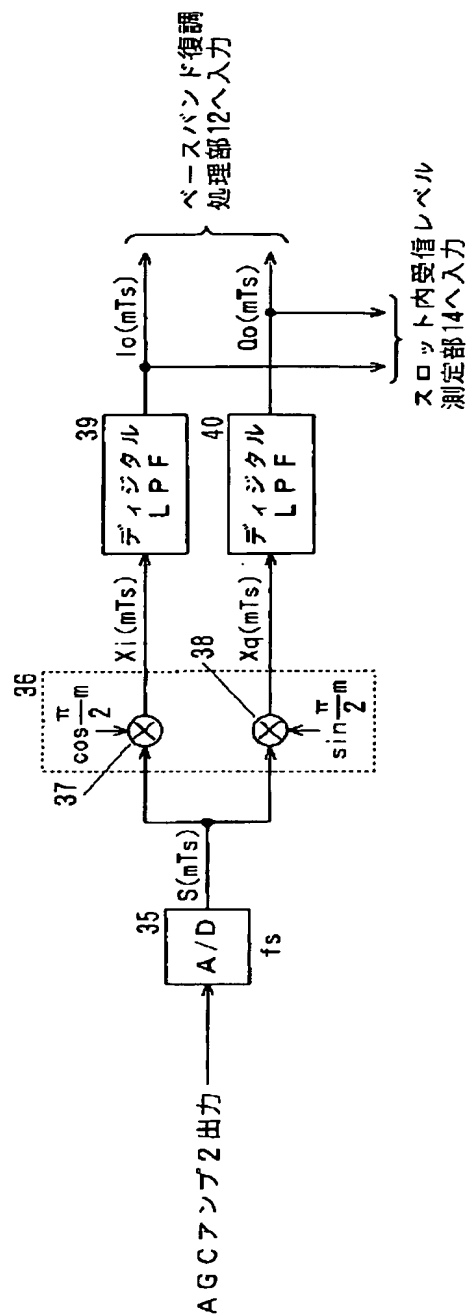 AGCアンプ2出力
35
A/D
fs
S(mTs)
36
cos π/2 m
37
38
sin π/2 m
Xi(mTs)
Xq(mTs)
39
ディジタル
LPF
40
ディジタル
LPF
Io(mTs)
Qo(mTs)
ベースバンド復調
処理部12へ入力
スロット内受信レベル
測定部14へ入力